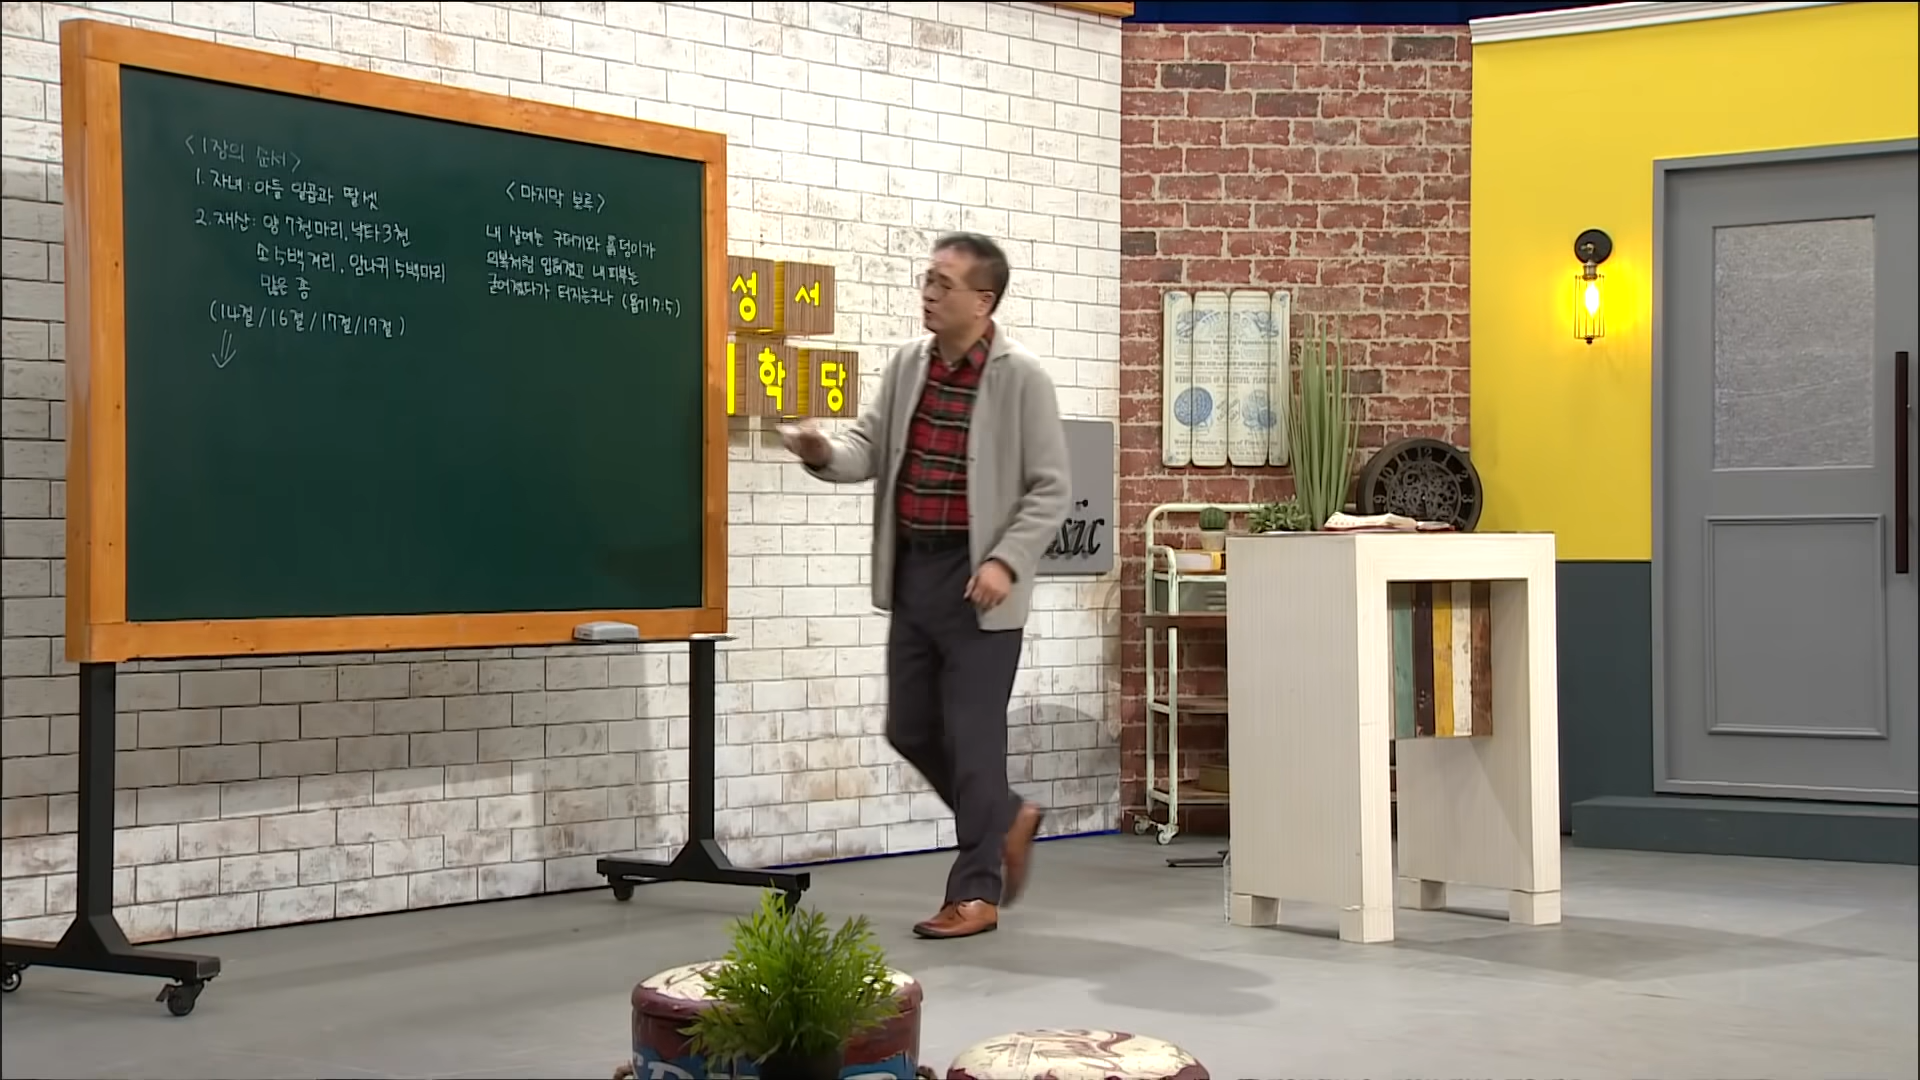 <1장의 순서>
1. 자녀 : 아들 일곱과 딸 셋
2. 재산 : 양 7천마리, 낙타 3천
소 5백 겨리, 암나귀 5백마리
많은 종
(14절/16절/17절/19절)
<마지막 보루>
내 살에는 구더기와 흙 덩이가
의복처럼 입혀졌고 내 피부는
굳어졌다가 터지는구나 (욥기 7:5)
성서
학당
sic